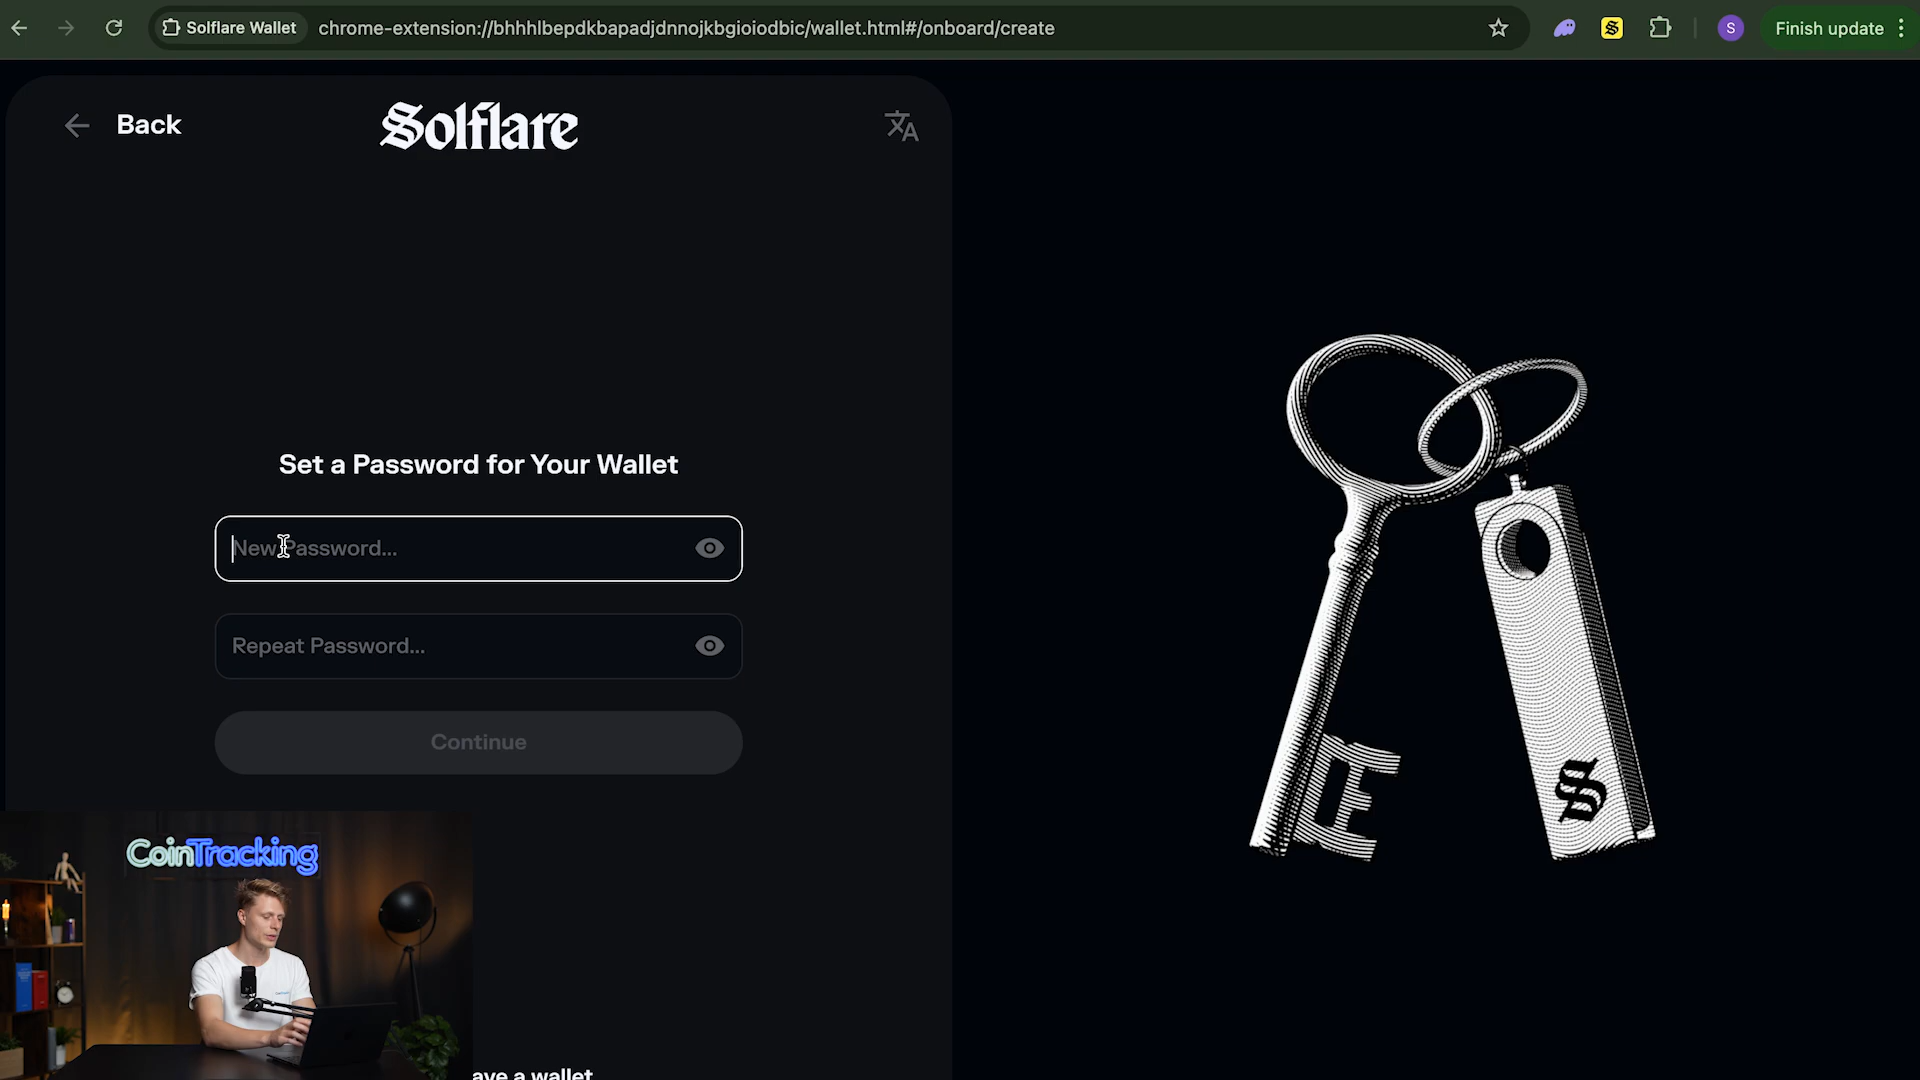 Solflare Wallet
chrome-extension://bhhhlbepdkbapadjdnnojkbgioiodbic/wallet.html#/onboard/create
S
S
Finish update
Back
Solflare
Set a Password for Your Wallet
New Password...
Repeat Password...
Continue
S
CoinTracking
ave a wallet